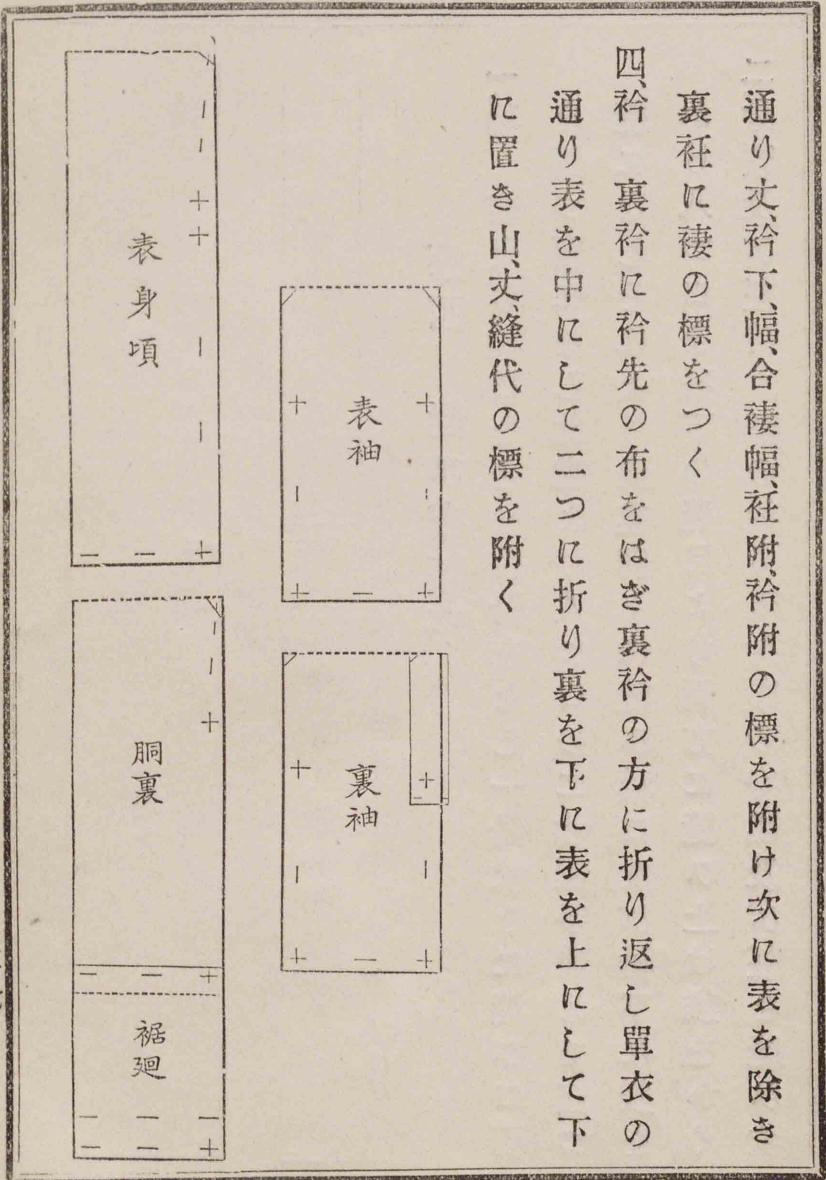 通り丈、衿下、幅、合褄幅、衽附、衿附の標を附け次に表を除き
裏衽に褄の標をつく
四、衿　裏衿に衿先の布をはぎ裏衿の方に折り返し單衣の
通り表を中にして二つに折り裏を下に表を上にして下
に置き山、丈、縫代の標を附く
表袖
裏袖
表身頃
胴裏
裾廻